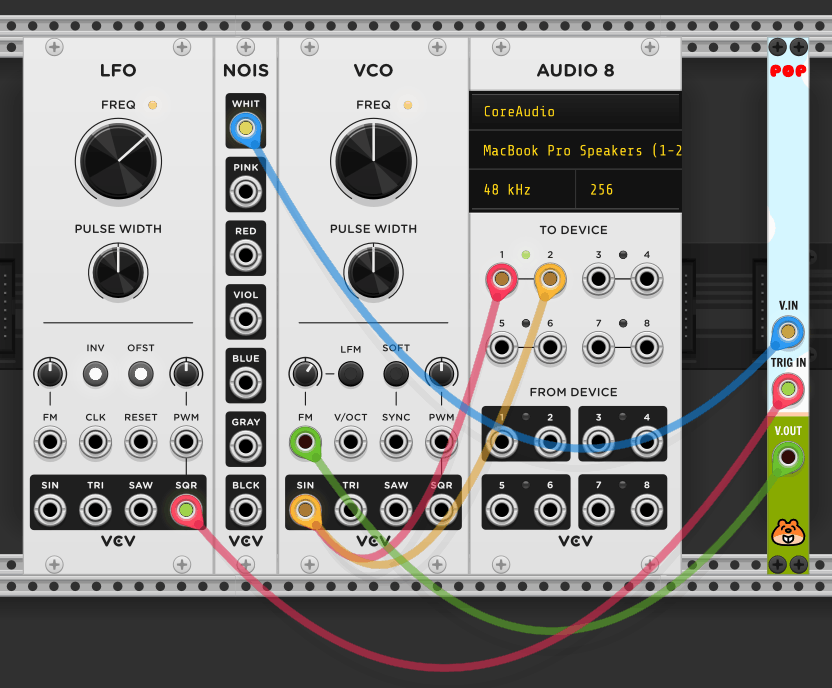 LFO
FREQ
PULSE WIDTH
INV
OFST
FM
CLK
RESET
PWM
SIN
TRI
SAW
SQR
VCV
NOIS
WHIT
PINK
RED
VIOL
BLUE
GRAY
BLCK
VCV
VCO
FREQ
PULSE WIDTH
LFM
SOFT
FM
V/OCT
SYNC
PWM
SIN
TRI
SAW
SQR
VCV
AUDIO 8
CoreAudio
MacBook Pro Speakers (1-2
48 kHz
256
TO DEVICE
1
2
3
4
5
6
7
8
FROM DEVICE
1
2
3
4
5
6
7
8
VCV
POP
V.IN
TRIG IN
V.OUT